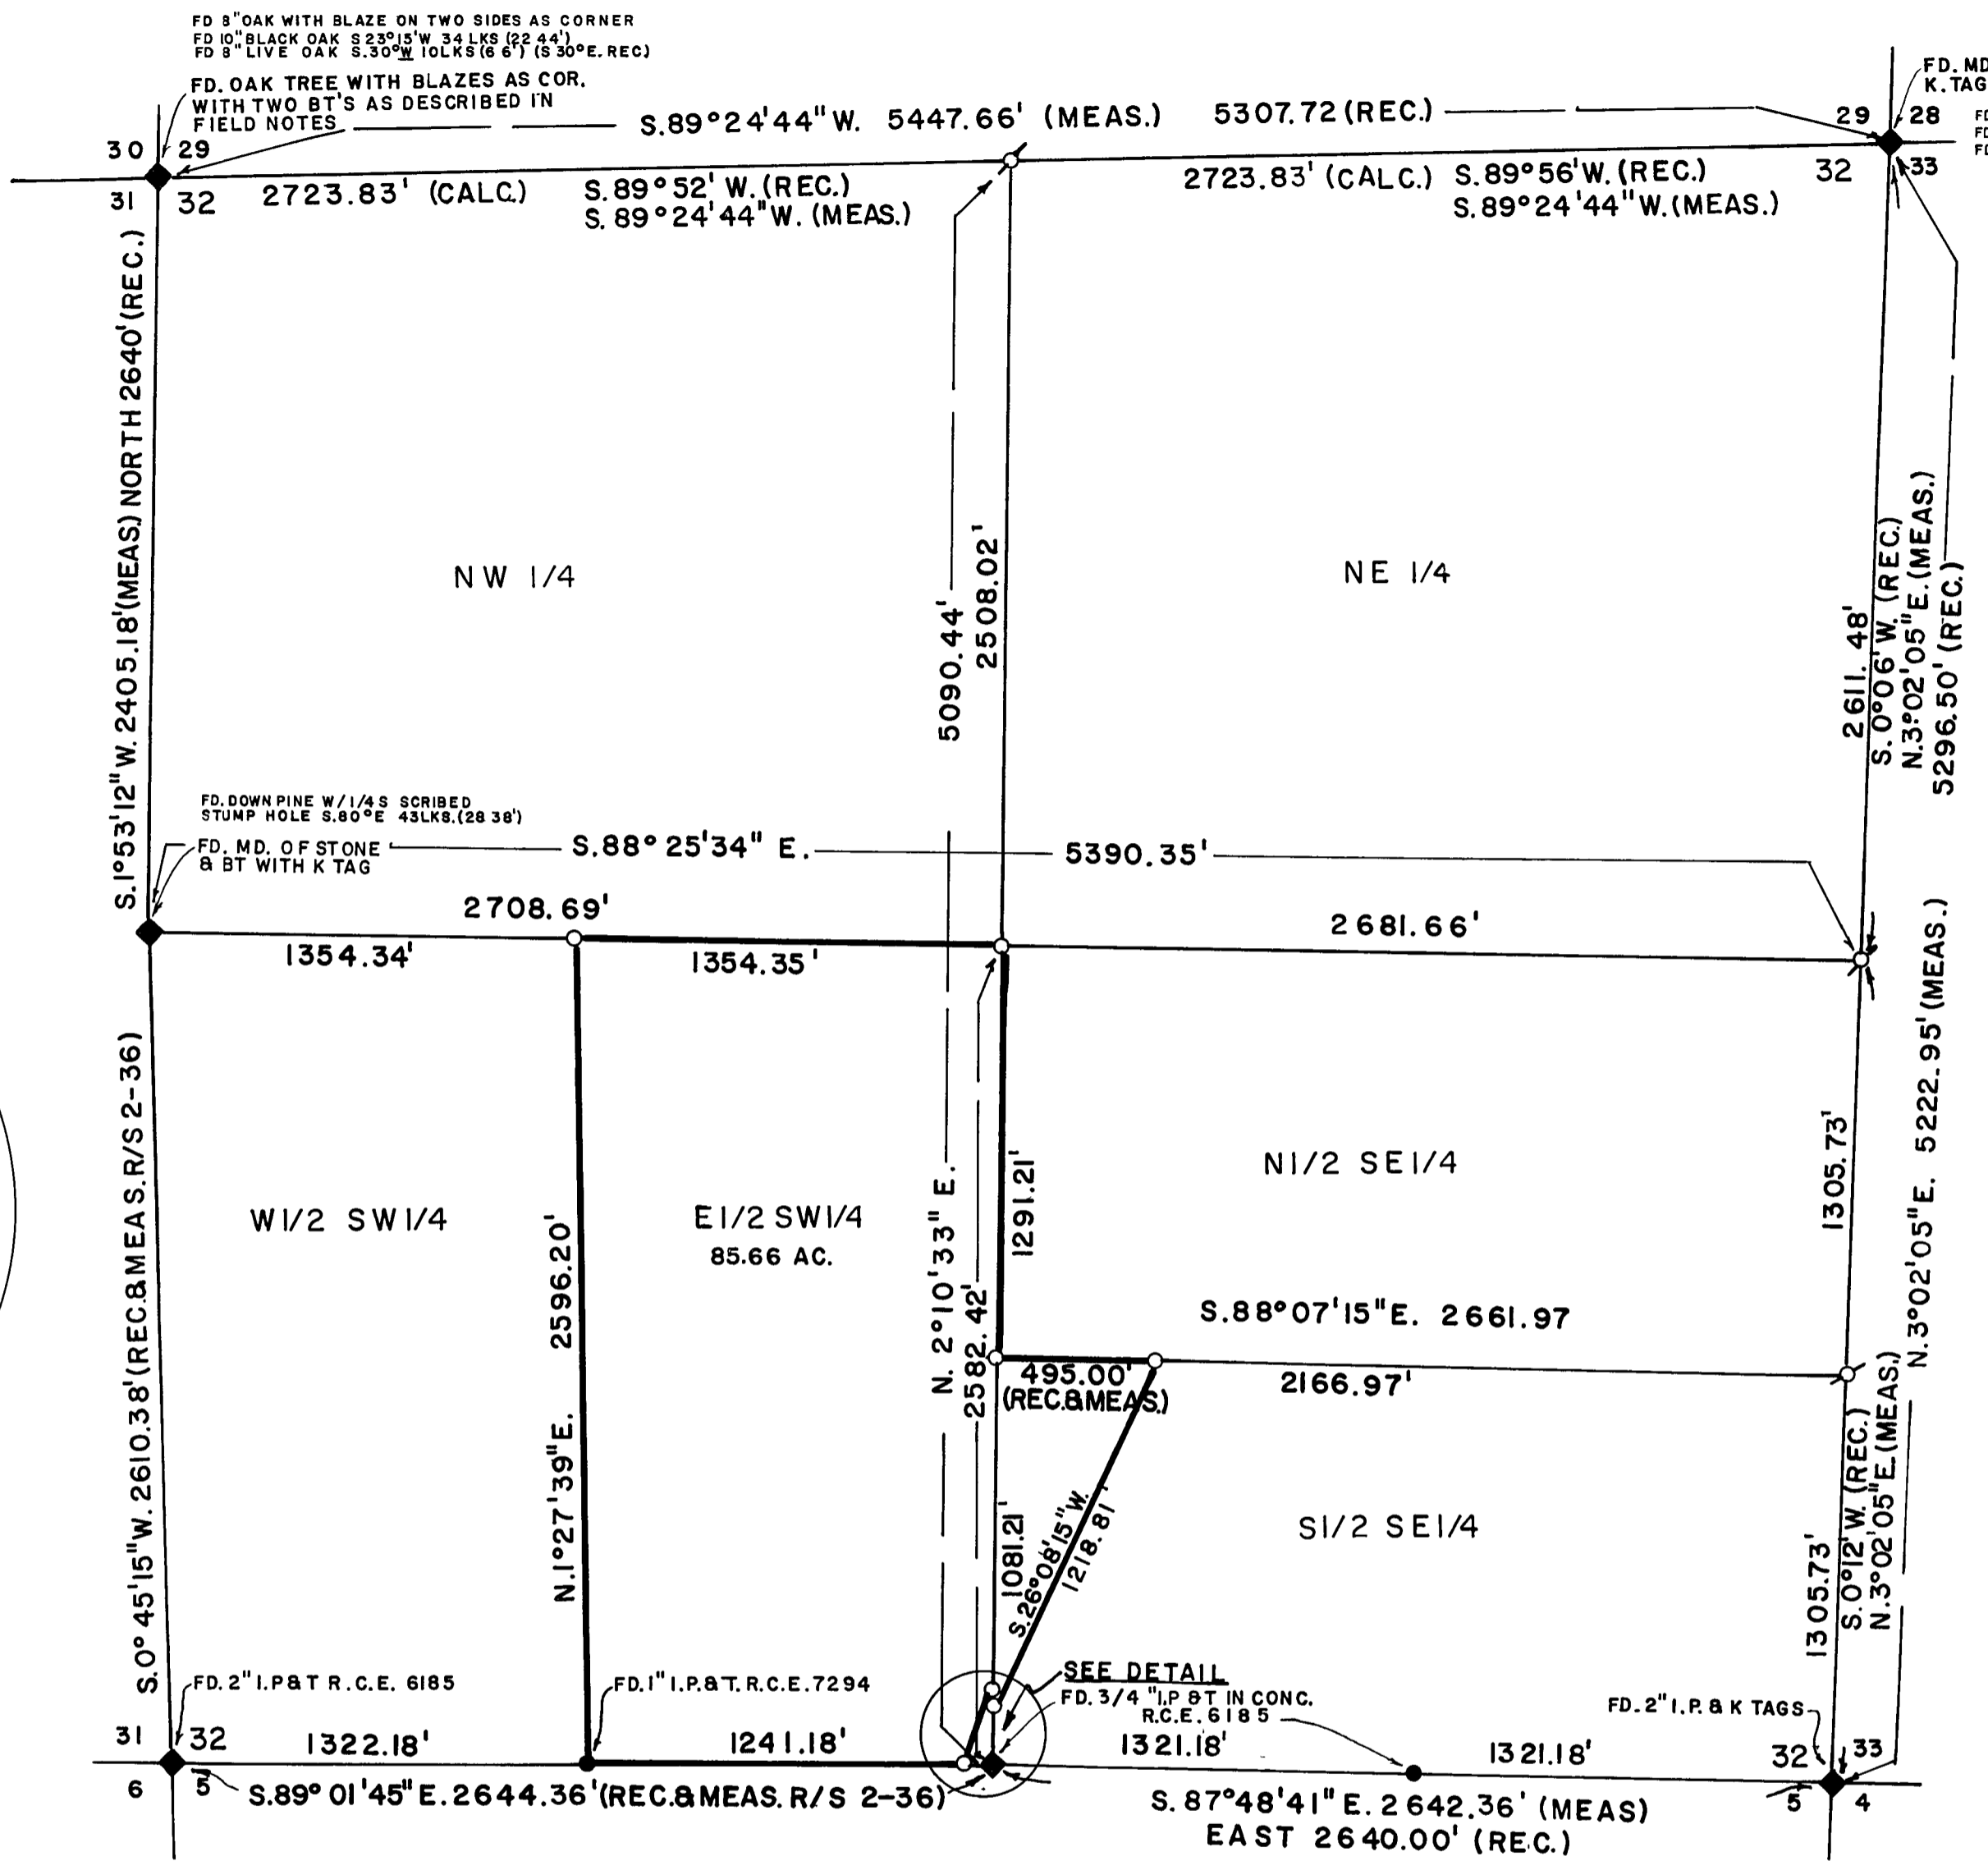 FD 8" OAK WITH BLAZE ON TWO SIDES AS CORNER
FD 10" BLACK OAK S 23°15'W 34 LKS (22 44')
FD 8" LIVE OAK S.30°W 10LKS (6 6') (S 30°E. REC)
FD. OAK TREE WITH BLAZES AS COR.
WITH TWO BT'S AS DESCRIBED IN
FIELD NOTES
S.89°24'44"W. 5447.66' (MEAS.) 5307.72 (REC.)
FD. MD
K. TAG
FD
FD
FD
30 29
31 32
29 28
32 33
2723.83' (CALC.)
S.89°52' W. (REC.)
S.89°24'44"W. (MEAS.)
2723.83' (CALC.)
S.89°56'W. (REC.)
S.89°24'44"W. (MEAS.)
S.1°53'12"W. 2405.18' (MEAS.) NORTH 2640' (REC.)
NW 1/4
NE 1/4
5090.44'
2508.02'
2611.48'
S.0°06'W. (REC.)
N.3°02'05"E. (MEAS.)
5296.50' (REC.)
FD. DOWN PINE W/1/4 S SCRIBED
STUMP HOLE S.80°E 43LKS. (28 38')
FD. MD. OF STONE
& BT WITH K TAG
S.88°25'34" E. 5390.35'
2708.69'
1354.34'
1354.35'
2681.66'
S.0°45'15"W. 2610.38' (REC.& MEAS. R/S 2-36)
W1/2 SW1/4
N.1°27'39"E. 2596.20'
E1/2 SW1/4
85.66 AC.
N. 2°10'33" E.
2582.42'
1291.21'
N1/2 SE1/4
1305.73'
N.3°02'05"E. 5222.95' (MEAS.)
S.88°07'15"E. 2661.97
495.00'
(REC.&MEAS.)
2166.97'
1081.21'
S.26°08'15"W.
1218.81'
S1/2 SE1/4
1305.73'
S.0°12'W. (REC.)
N.3°02'05"E. (MEAS.)
SEE DETAIL
FD. 2" I.P&T R.C.E. 6185
FD. 1" I.P.&T. R.C.E. 7294
FD. 3/4 "I.P &T IN CONC.
R.C.E. 6185
FD. 2" I.P. & K TAGS
31 32
6 5
1322.18'
1241.18'
1321.18'
1321.18'
32 33
5 4
S.89°01'45"E. 2644.36' (REC.&MEAS. R/S 2-36)
S.87°48'41"E. 2642.36' (MEAS)
EAST 2640.00' (REC.)